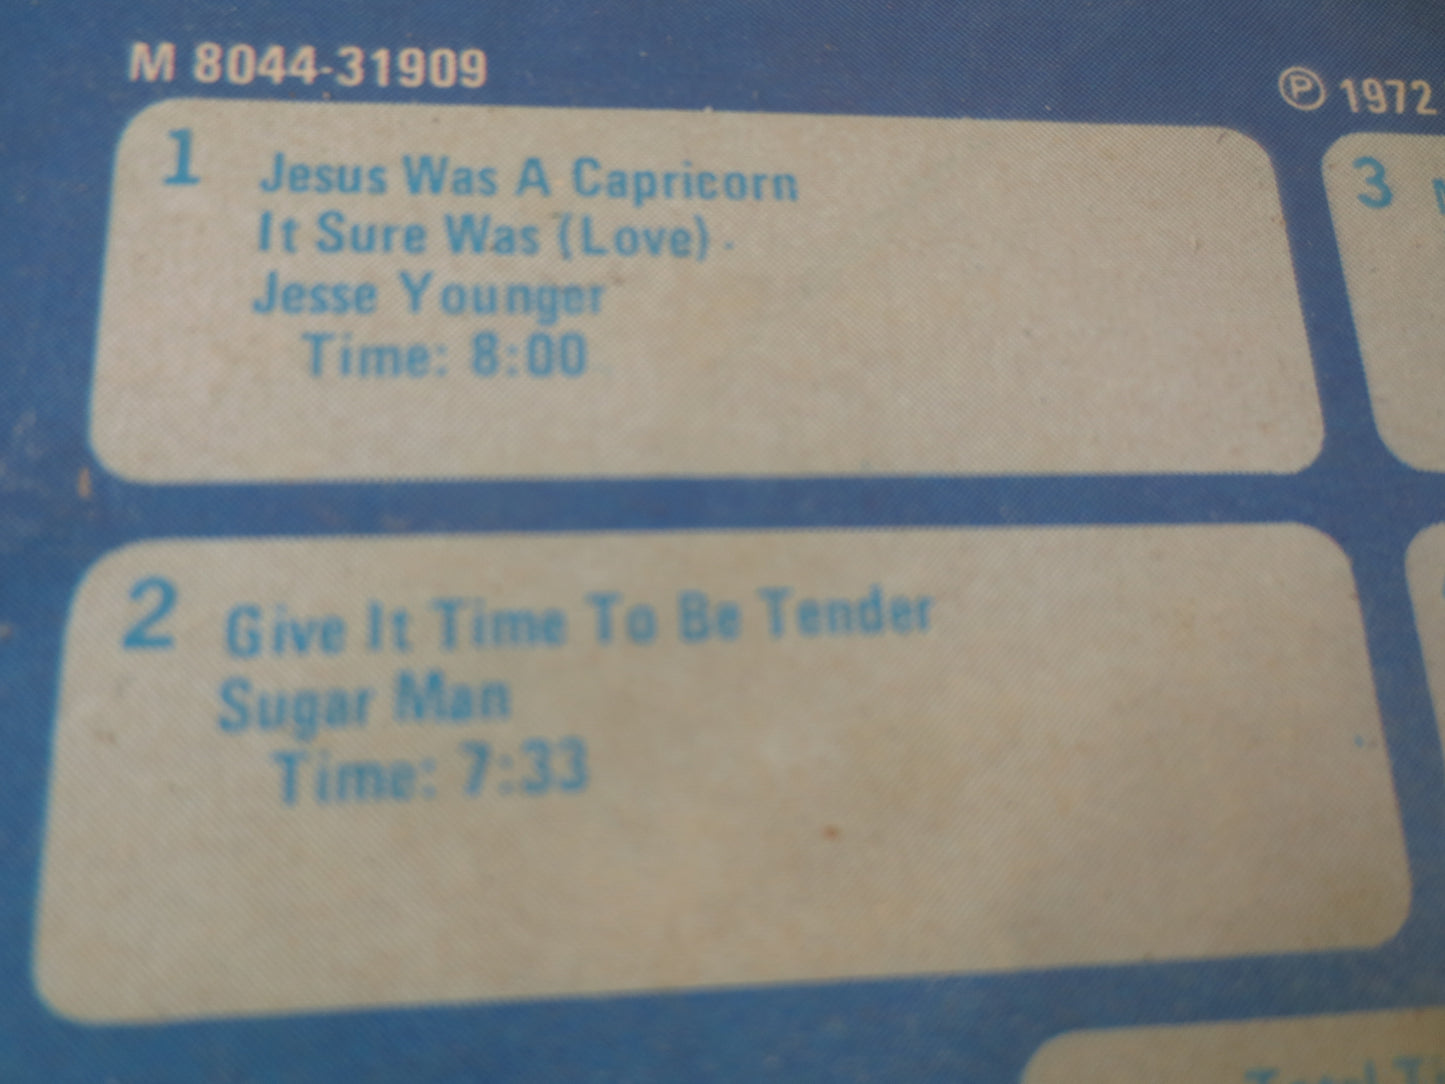 M 8044-31909
Ⓟ 1972
1 Jesus Was A Capricorn
It Sure Was (Love)
Jesse Younger
Time: 8:00
2 Give It Time To Be Tender
Sugar Man
Time: 7:33
3